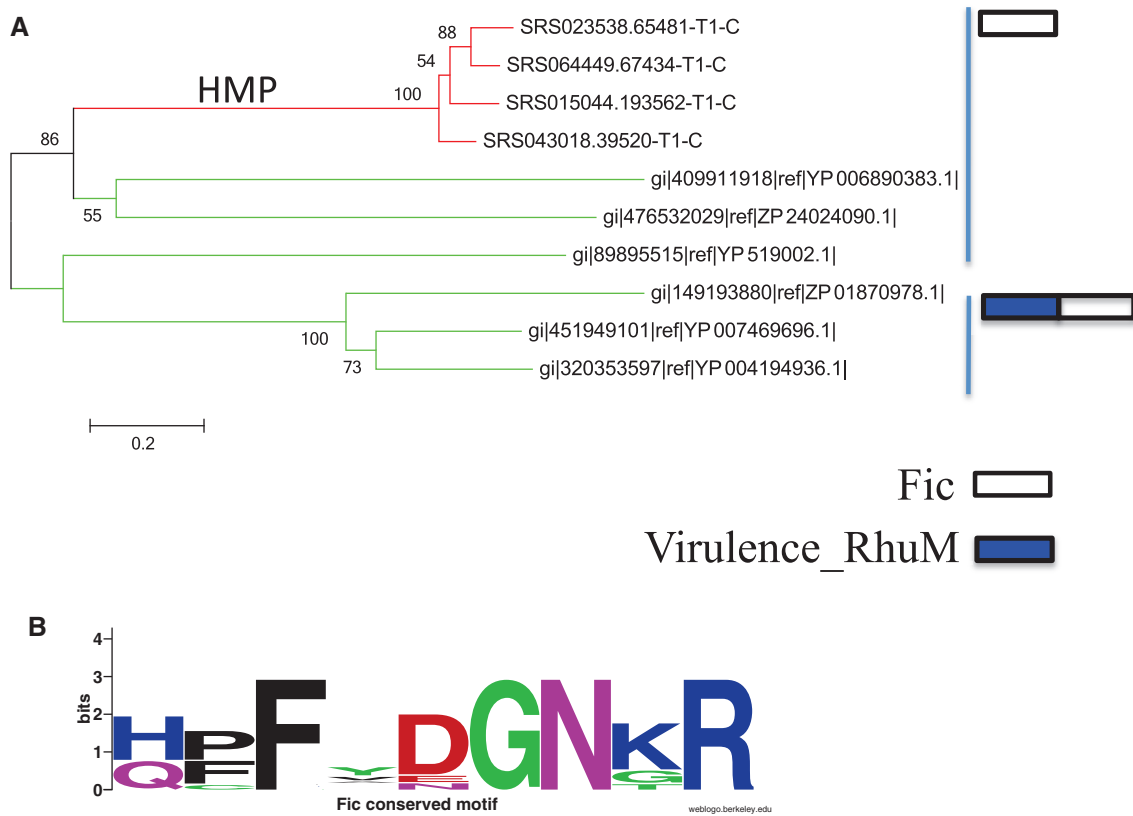 A
HMP
88
54
100
86
55
100
73
SRS023538.65481-T1-C
SRS064449.67434-T1-C
SRS015044.193562-T1-C
SRS043018.39520-T1-C
gi|409911918|ref|YP 006890383.1|
gi|476532029|ref|ZP 24024090.1|
gi|89895515|ref|YP 519002.1|
gi|149193880|ref|ZP 01870978.1|
gi|451949101|ref|YP 007469696.1|
gi|320353597|ref|YP 004194936.1|
0.2
Fic
Virulence_RhuM
B
bits
4
3
2
1
0
HPF DGNKR
QF G
G N
Fic conserved motif
weblogo.berkeley.edu